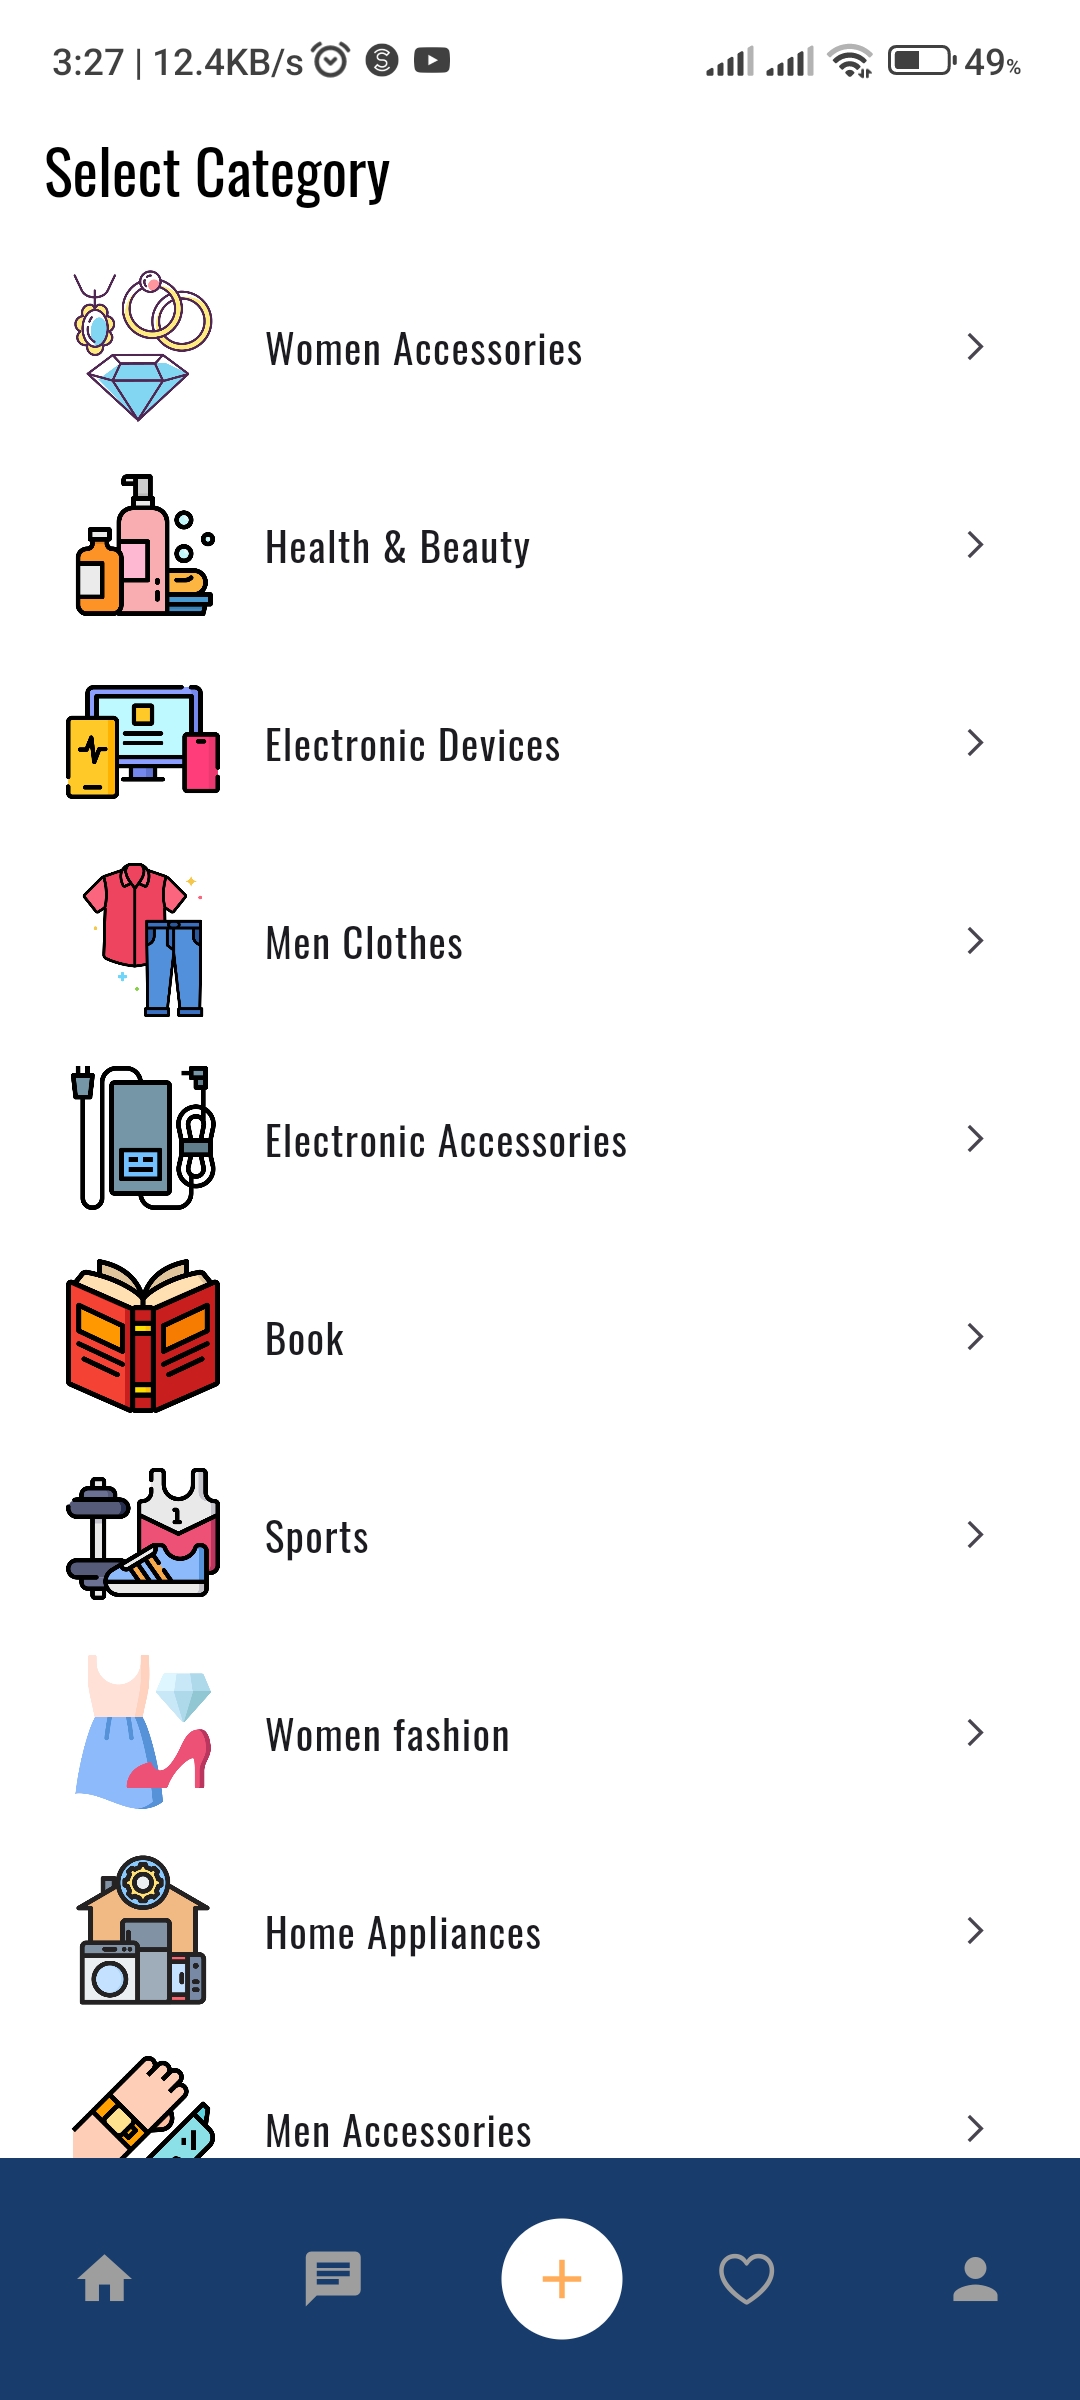 3:27 | 12.4KB/s 49%
Select Category
Women Accessories
Health & Beauty
Electronic Devices
Men Clothes
Electronic Accessories
Book
Sports
1
Women fashion
Home Appliances
Men Accessories